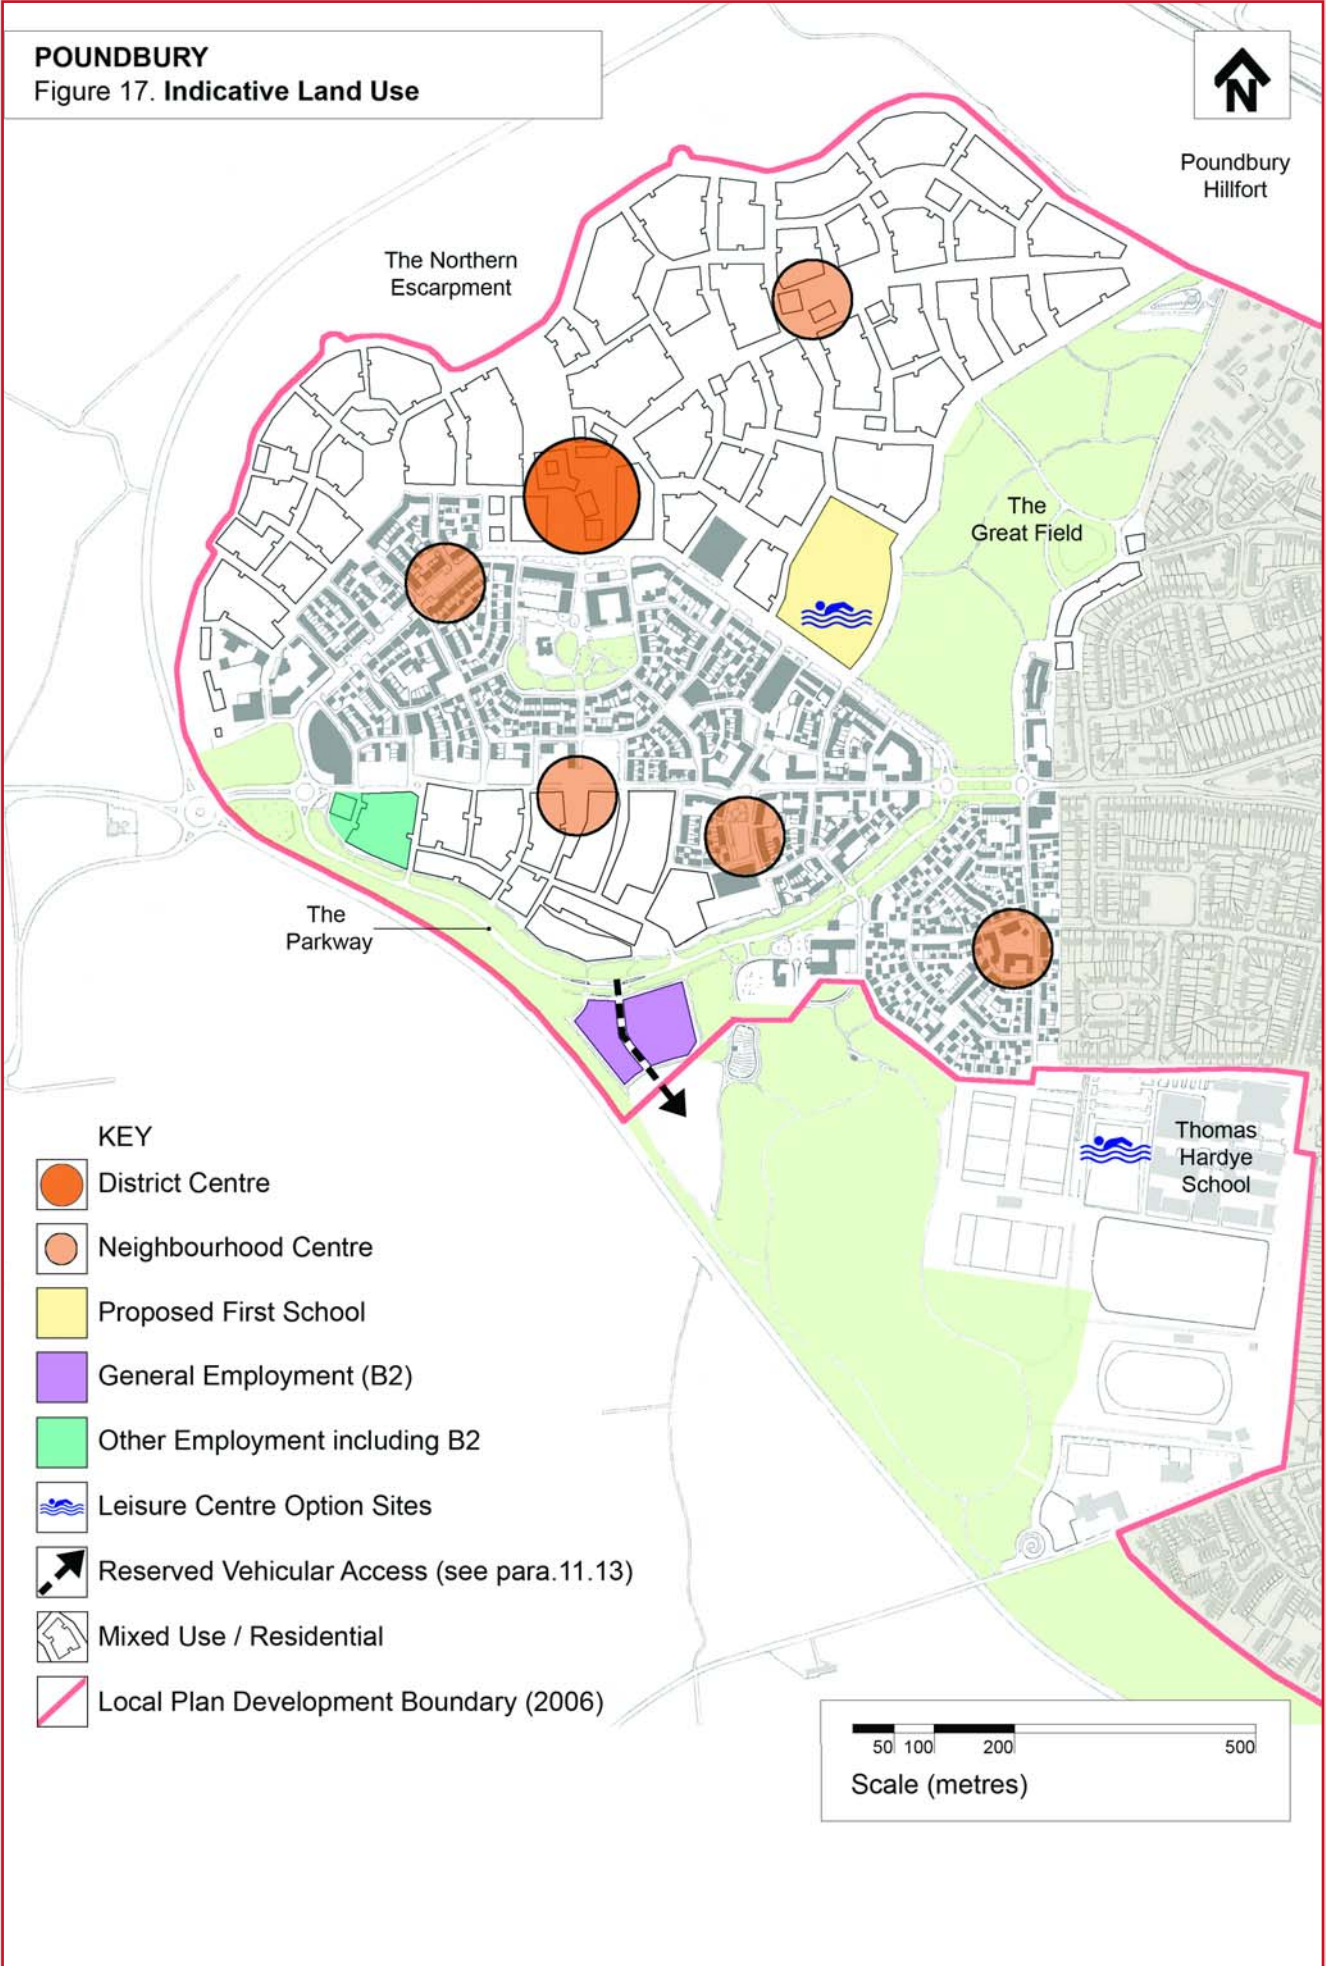 POUNDBURY
Figure 17. Indicative Land Use
N
Poundbury
Hillfort
The Northern
Escarpment
The
Great Field
The
Parkway
Thomas
Hardye
School
KEY
District Centre
Neighbourhood Centre
Proposed First School
General Employment (B2)
Other Employment including B2
Leisure Centre Option Sites
Reserved Vehicular Access (see para.11.13)
Mixed Use / Residential
Local Plan Development Boundary (2006)
50 100 200 500
Scale (metres)